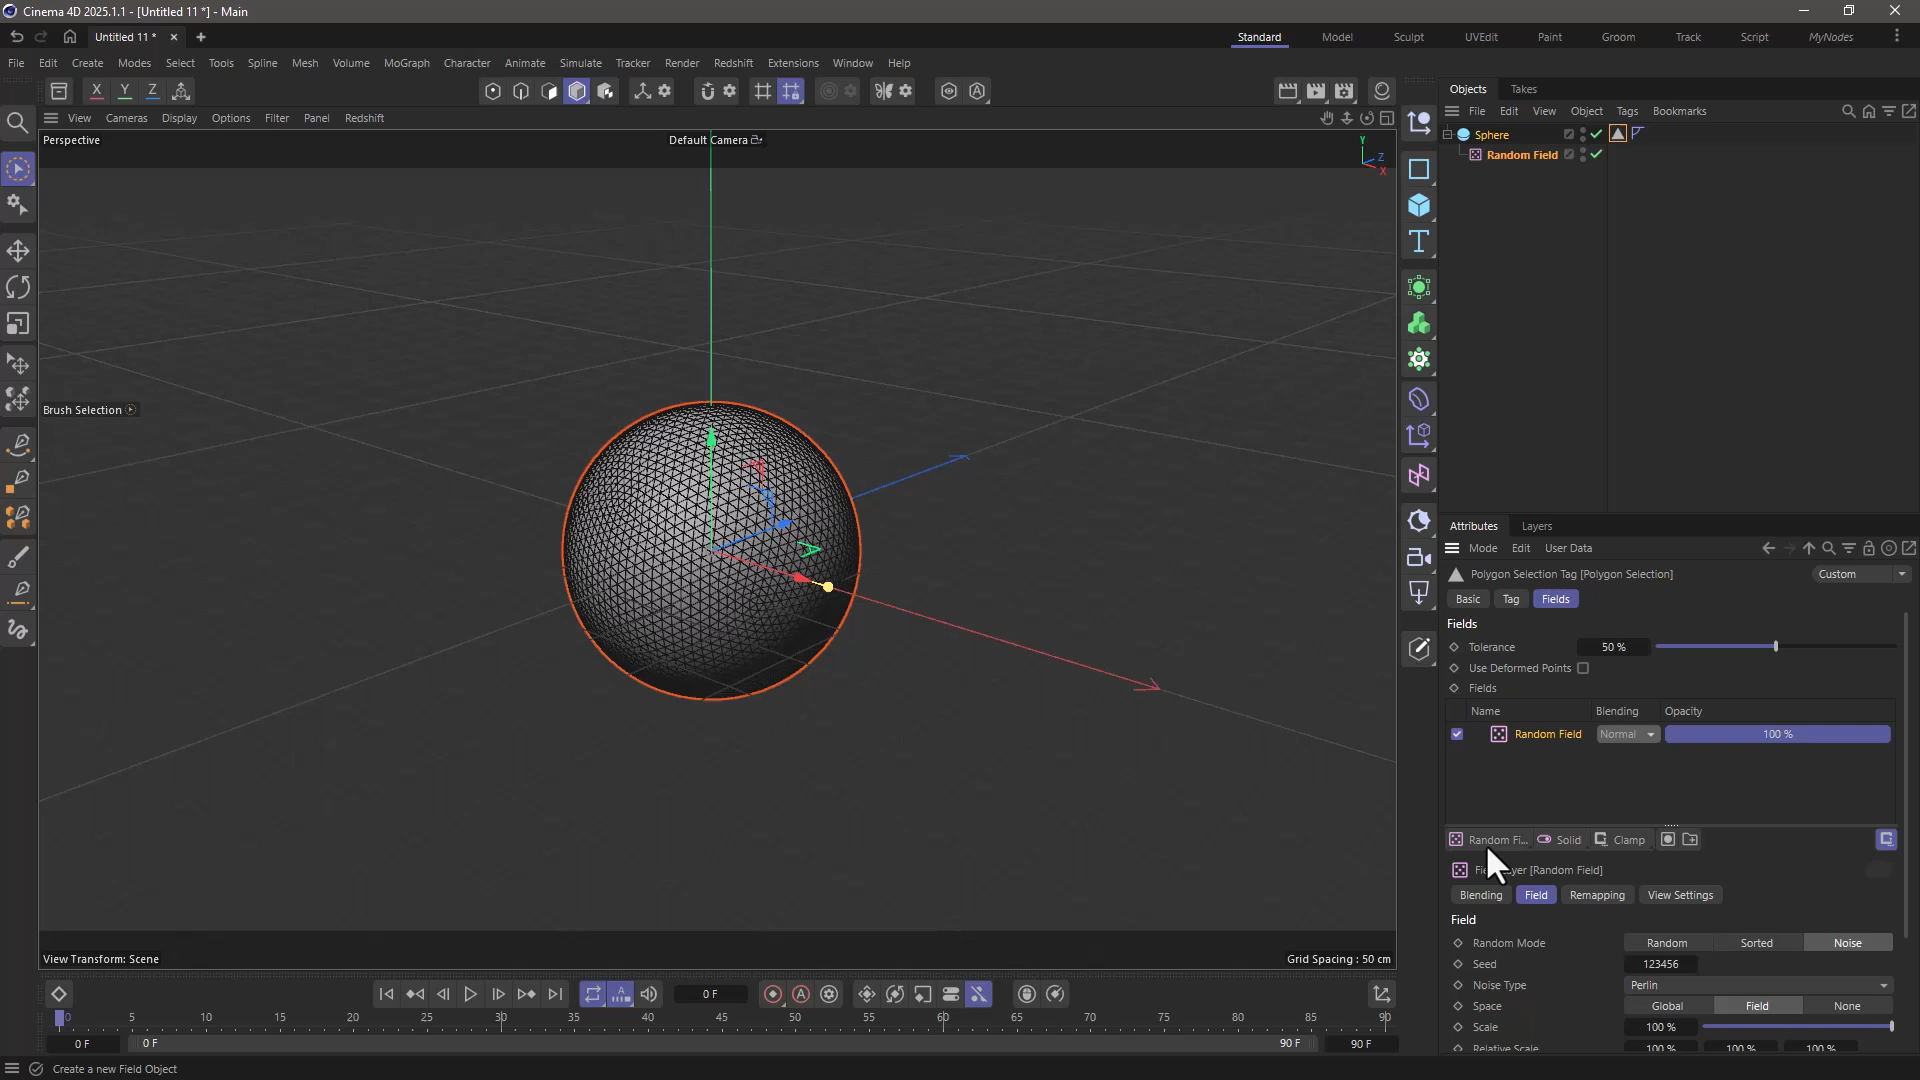 Cinema 4D 2025.1.1 - [Untitled 11 *] - Main
Untitled 11 *
Standard Model Sculpt UVEdit Paint Groom Track Script MyNodes
File Edit Create Modes Select Tools Spline Mesh Volume MoGraph Character Animate Simulate Tracker Render Redshift Extensions Window Help
X Y Z
Objects Takes
View Cameras Display Options Filter Panel Redshift
File Edit View Object Tags Bookmarks
Perspective
Default Camera
Y
Z
X
Sphere
Random Field
Brush Selection
Attributes Layers
Mode Edit User Data
Polygon Selection Tag [Polygon Selection]
Custom
Basic Tag Fields
Fields
Tolerance 50 %
Use Deformed Points
Fields
Name Blending Opacity
Random Field Normal 100 %
Random Fi... Solid Clamp
[Random Field]
Blending Field Remapping View Settings
Field
Random Mode Random Sorted Noise
Seed 123456
Noise Type Perlin
Space Global Field None
Scale 100 %
Relative Scale 100 % 100 % 100 %
View Transform: Scene
Grid Spacing : 50 cm
0 F
0 5 10 15 20 25 30 35 40 45 50 55 60 65 70 75 80 85 90
0 F 0 F 90 F 90 F
Create a new Field Object